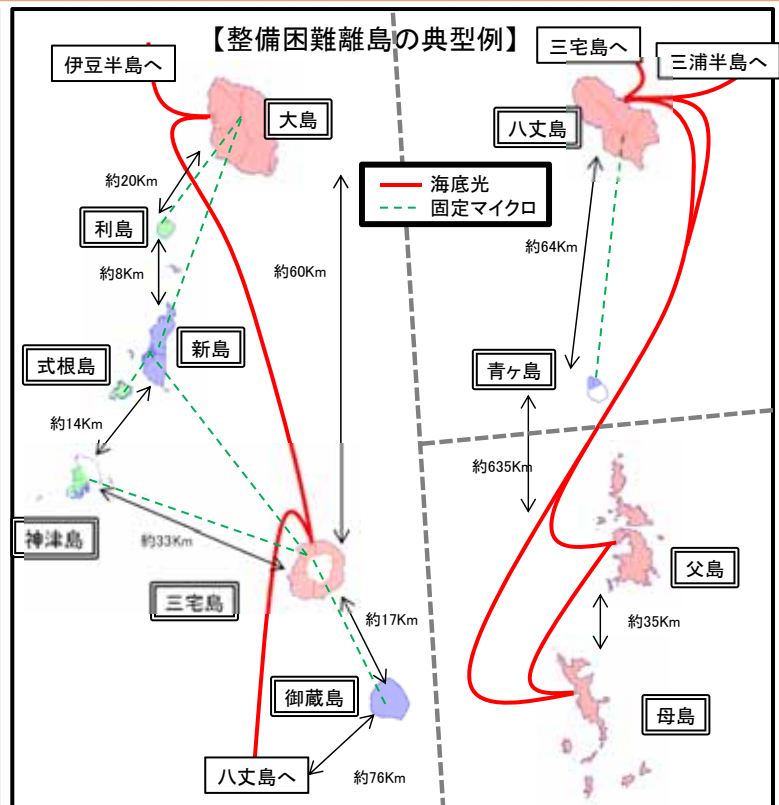 【整備困難離島の典型例】
伊豆半島へ
大島
約20Km
利島
約8Km
約60Km
新島
式根島
約14Km
神津島
約33Km
三宅島
約17Km
御蔵島
八丈島へ
約76Km
三宅島へ
三浦半島へ
八丈島
海底光
固定マイクロ
約64Km
青ヶ島
約635Km
父島
約35Km
母島